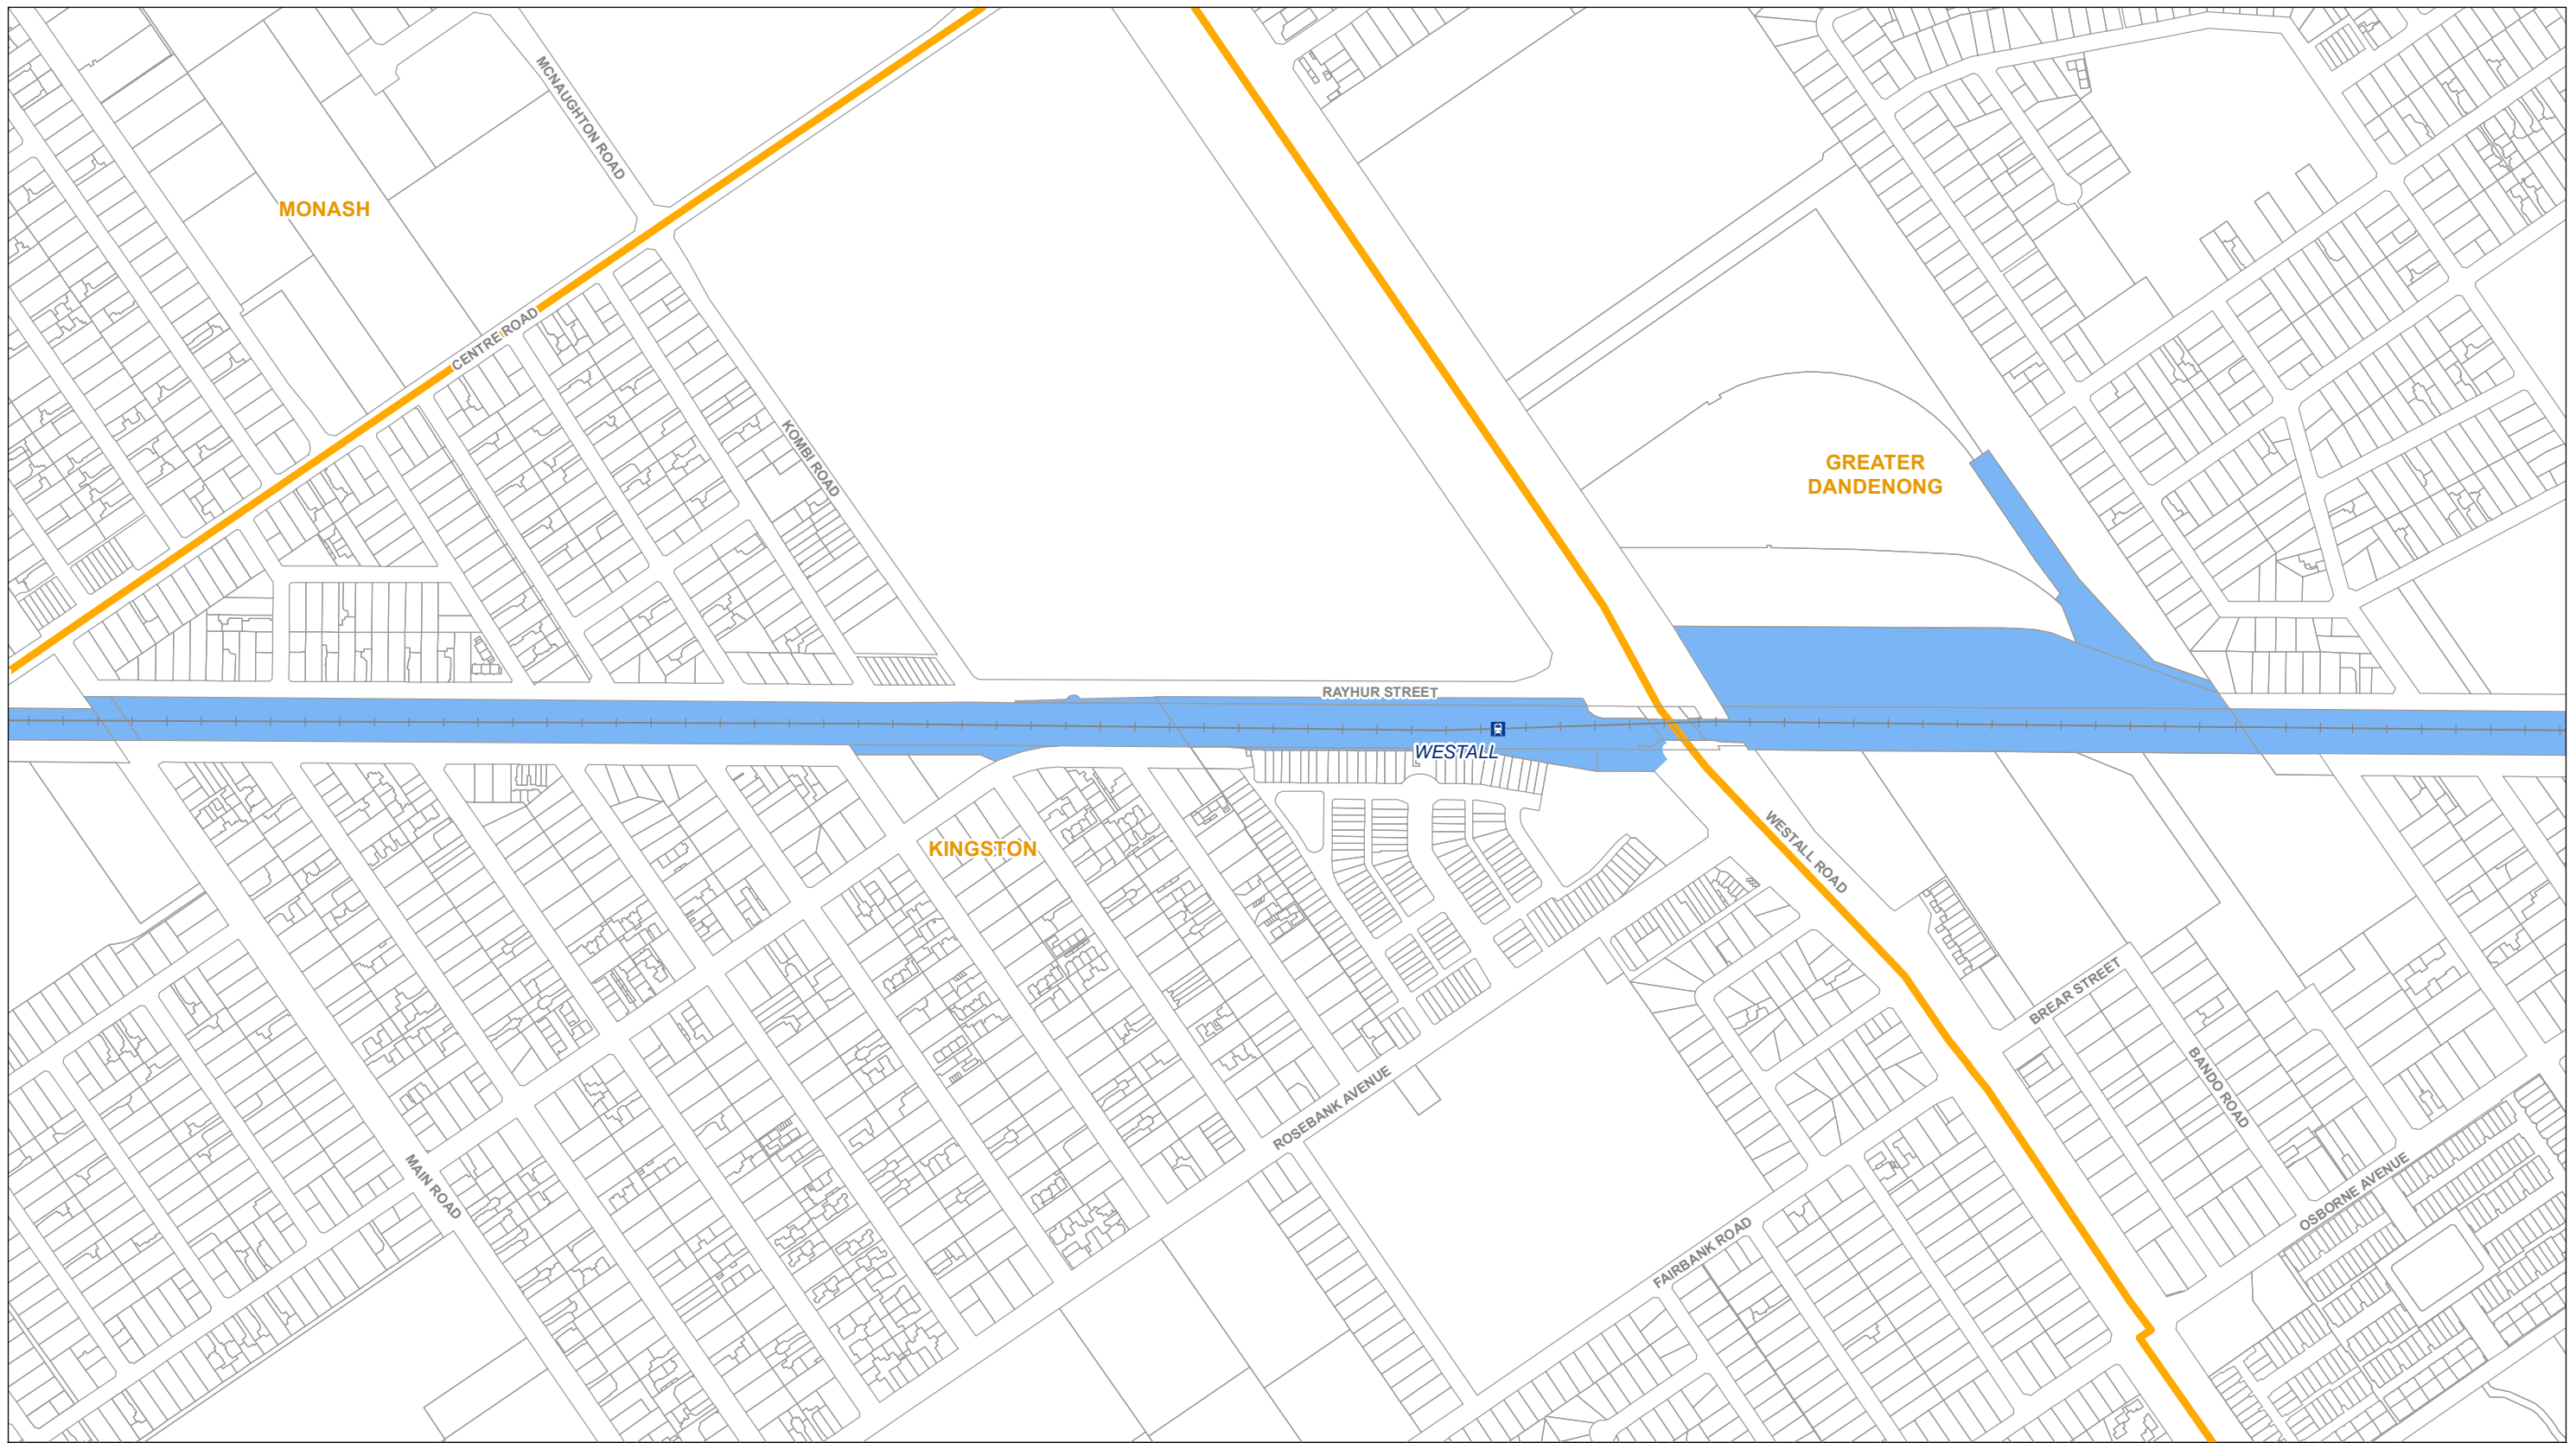 MCNAUGHTON ROAD
MONASH
CENTRE ROAD
KOMBI ROAD
GREATER
DANDENONG
RAYHUR STREET
WESTALL
KINGSTON
WESTALL ROAD
BREAR STREET
BANDO ROAD
ROSEBANK AVENUE
MAIN ROAD
OSBORNE AVENUE
FAIRBANK ROAD